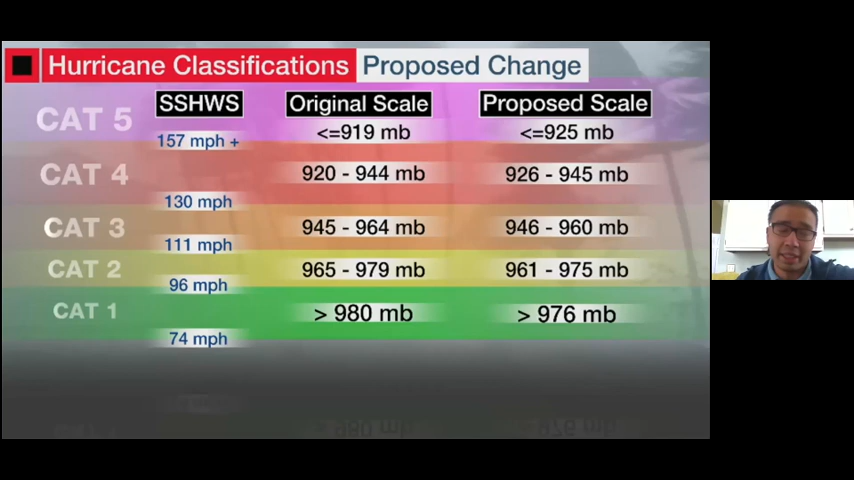 Hurricane Classifications Proposed Change
SSHWS Original Scale Proposed Scale
CAT 5 157 mph + <=919 mb <=925 mb
CAT 4 130 mph 920 - 944 mb 926 - 945 mb
CAT 3 111 mph 945 - 964 mb 946 - 960 mb
CAT 2 96 mph 965 - 979 mb 961 - 975 mb
CAT 1 74 mph > 980 mb > 976 mb